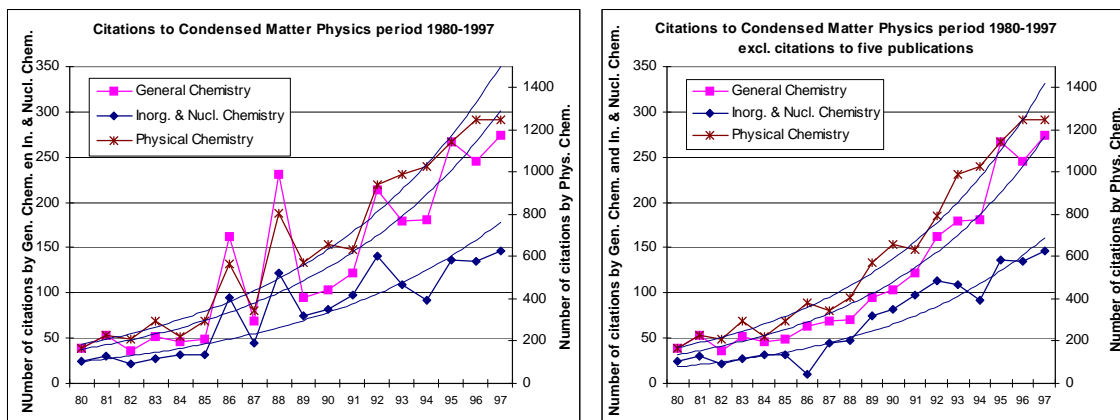 Citations to Condensed Matter Physics period 1980-1997
NUmber of citations by Gen. Chem. en In. & Nucl. Chem.
350
300
250
200
150
100
50
0
General Chemistry
Inorg. & Nucl. Chemistry
Physical Chemistry
1400
1200
1000
800
600
400
200
0
Number of citations by Phys. Chem.
80 81 82 83 84 85 86 87 88 89 90 91 92 93 94 95 96 97
Citations to Condensed Matter Physics period 1980-1997
excl. citations to five publications
Number of citations by Gen. Chem. and In. & Nucl. Chem.
350
300
250
200
150
100
50
0
General Chemistry
Inorg. & Nucl. Chemistry
Physical Chemistry
1400
1200
1000
800
600
400
200
0
Number of citations by Phys. Chem.
80 81 82 83 84 85 86 87 88 89 90 91 92 93 94 95 96 97